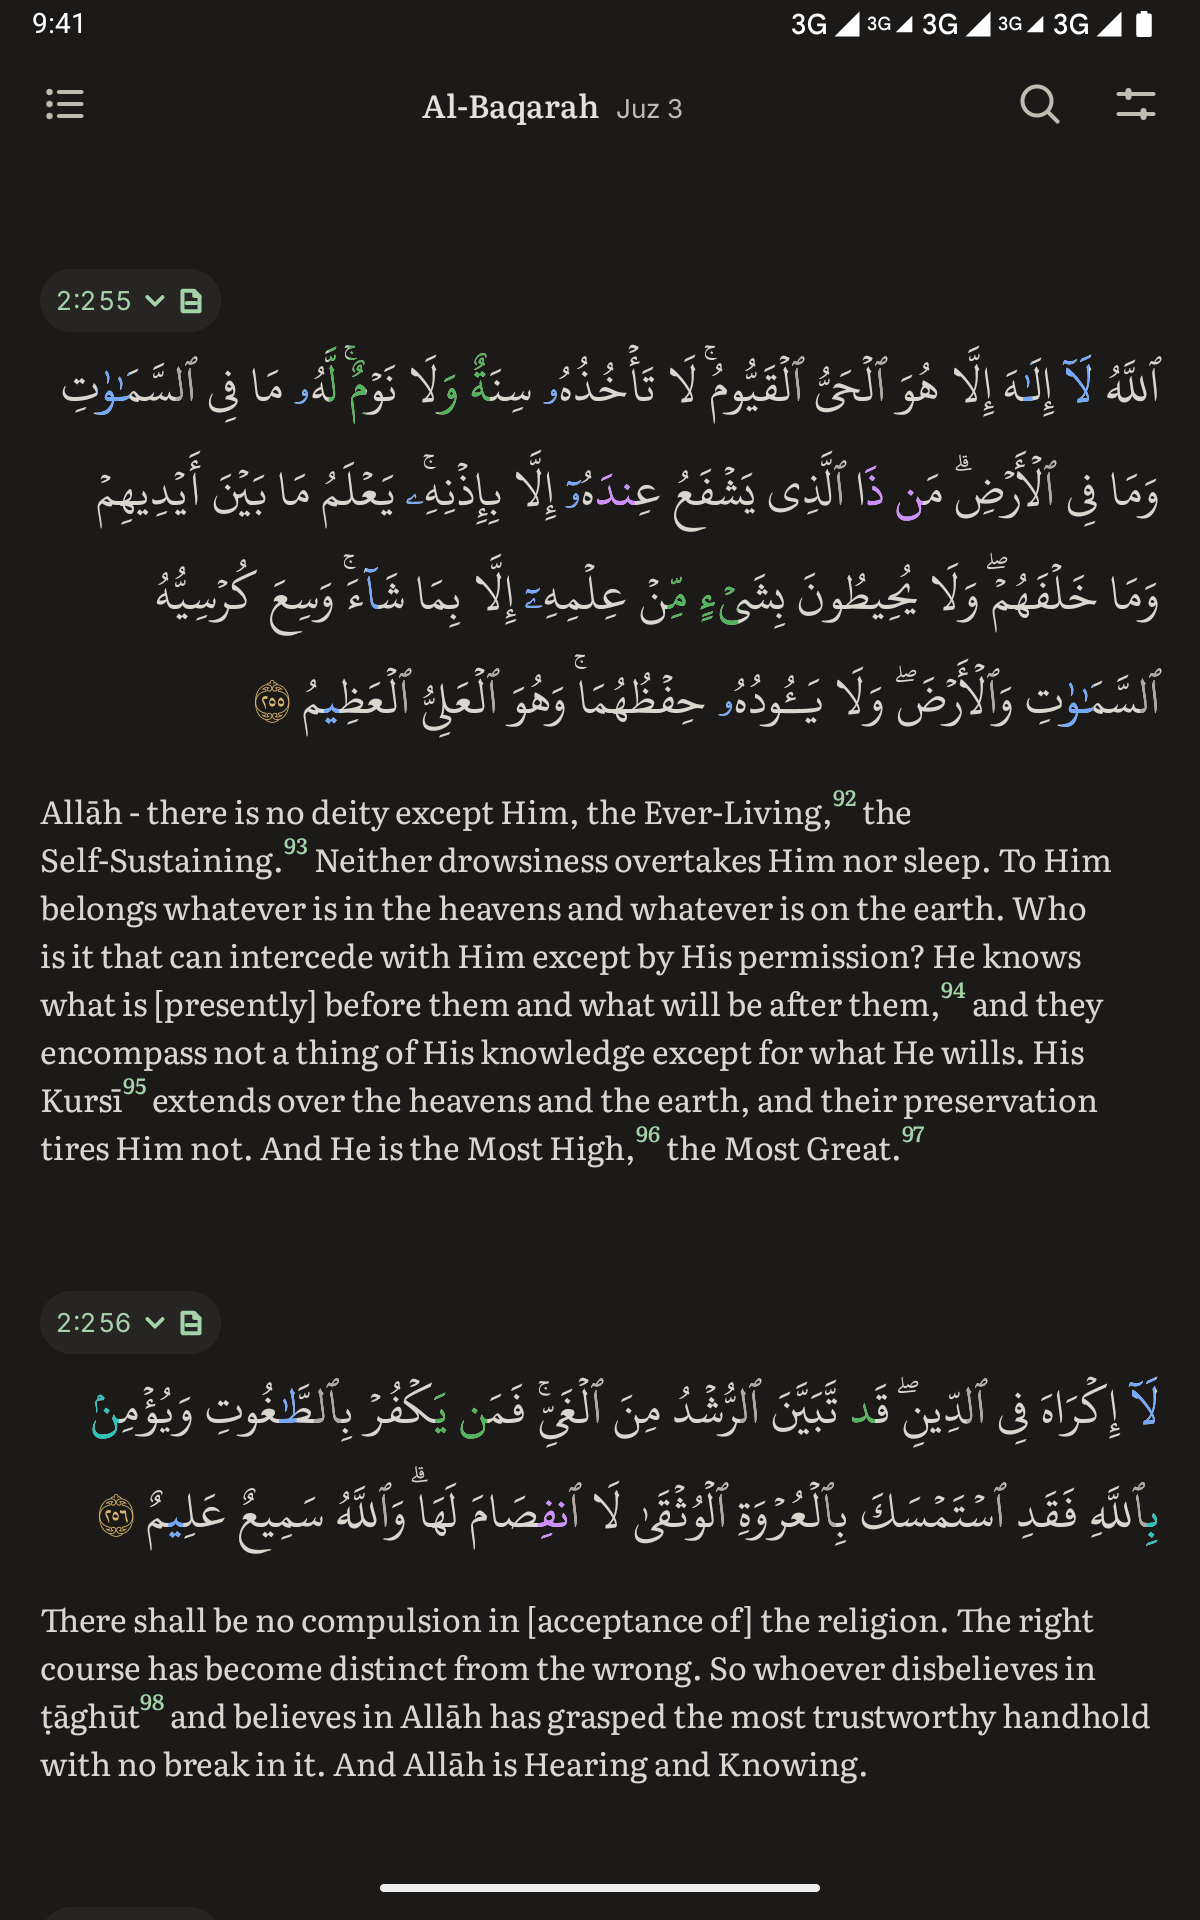 9:41 3G 3G 3G 3G 3G
Al-Baqarah Juz 3
2:255
ٱللَّهُ لَآ إِلَـٰهَ إِلَّا هُوَ ٱلْحَىُّ ٱلْقَيُّومُ ۚ لَا تَأْخُذُهُۥ سِنَةٌ وَلَا نَوْمٌ ۚ لَّهُۥ مَا فِى ٱلسَّمَـٰوَٰتِ
وَمَا فِى ٱلْأَرْضِ ۗ مَن ذَا ٱلَّذِى يَشْفَعُ عِندَهُۥٓ إِلَّا بِإِذْنِهِۦ ۚ يَعْلَمُ مَا بَيْنَ أَيْدِيهِمْ
وَمَا خَلْفَهُمْ ۖ وَلَا يُحِيطُونَ بِشَىْءٍ مِّنْ عِلْمِهِۦٓ إِلَّا بِمَا شَآءَ ۚ وَسِعَ كُرْسِيُّهُ
ٱلسَّمَـٰوَٰتِ وَٱلْأَرْضَ ۖ وَلَا يَـُٔودُهُۥ حِفْظُهُمَا ۚ وَهُوَ ٱلْعَلِىُّ ٱلْعَظِيمُ ٢٥٥
Allāh - there is no deity except Him, the Ever-Living,92 the
Self-Sustaining.93 Neither drowsiness overtakes Him nor sleep. To Him
belongs whatever is in the heavens and whatever is on the earth. Who
is it that can intercede with Him except by His permission? He knows
what is [presently] before them and what will be after them,94 and they
encompass not a thing of His knowledge except for what He wills. His
Kursī95 extends over the heavens and the earth, and their preservation
tires Him not. And He is the Most High,96 the Most Great.97
2:256
لَآ إِكْرَاهَ فِى ٱلدِّينِ ۖ قَد تَّبَيَّنَ ٱلرُّشْدُ مِنَ ٱلْغَىِّ ۚ فَمَن يَكْفُرْ بِٱلطَّـٰغُوتِ وَيُؤْمِنۢ
بِٱللَّهِ فَقَدِ ٱسْتَمْسَكَ بِٱلْعُرْوَةِ ٱلْوُثْقَىٰ لَا ٱنفِصَامَ لَهَا ۗ وَٱللَّهُ سَمِيعٌ عَلِيمٌ ٢٥٦
There shall be no compulsion in [acceptance of] the religion. The right
course has become distinct from the wrong. So whoever disbelieves in
ṭāghūt98 and believes in Allāh has grasped the most trustworthy handhold
with no break in it. And Allāh is Hearing and Knowing.